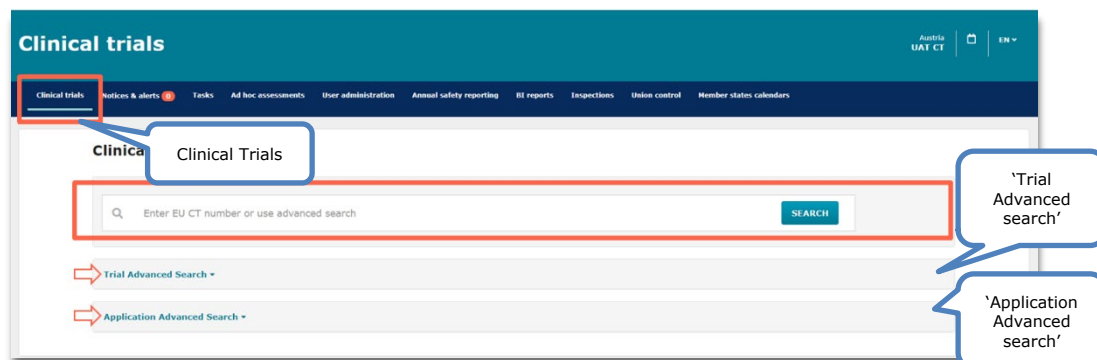 Clinical trials
Austria
UAT CT
EN
Clinical trials Notices & alerts 0 Tasks Ad hoc assessments User administration Annual safety reporting BI reports Inspections Union control Member states calendars
Clinical Trials
Clinica
'Trial
Advanced
search'
Enter EU CT number or use advanced search SEARCH
Trial Advanced Search
'Application
Advanced
search'
Application Advanced Search